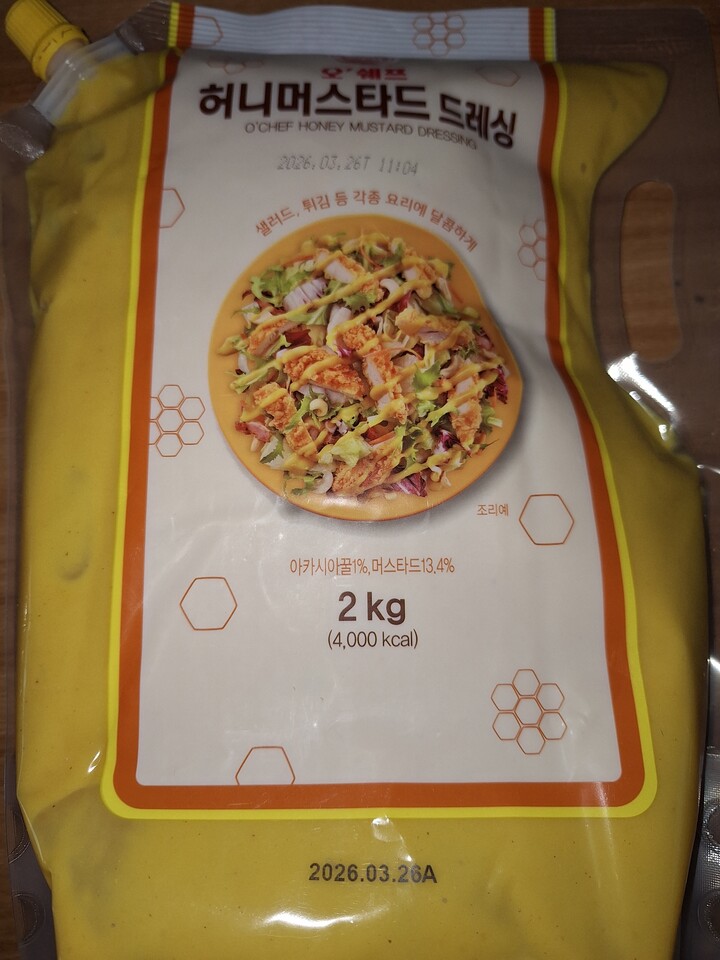 오'쉐프
허니머스타드 드레싱
O'CHEF HONEY MUSTARD DRESSING
2026.03.26T 11:04
샐러드, 튀김 등 각종 요리에 달콤하게
조리예
아카시아꿀1%,머스타드13.4%
2 kg
(4,000 kcal)
2026.03.26A